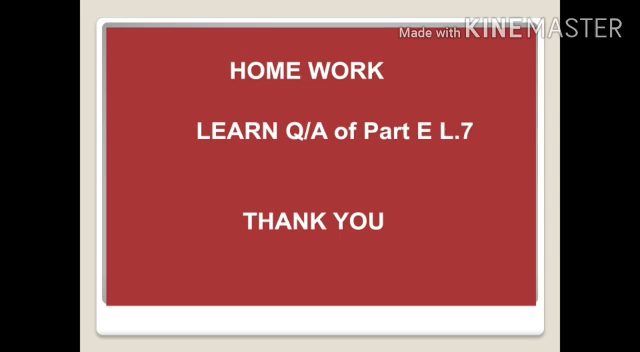 Made with KINEMASTER
HOME WORK
LEARN Q/A of Part E L.7
THANK YOU